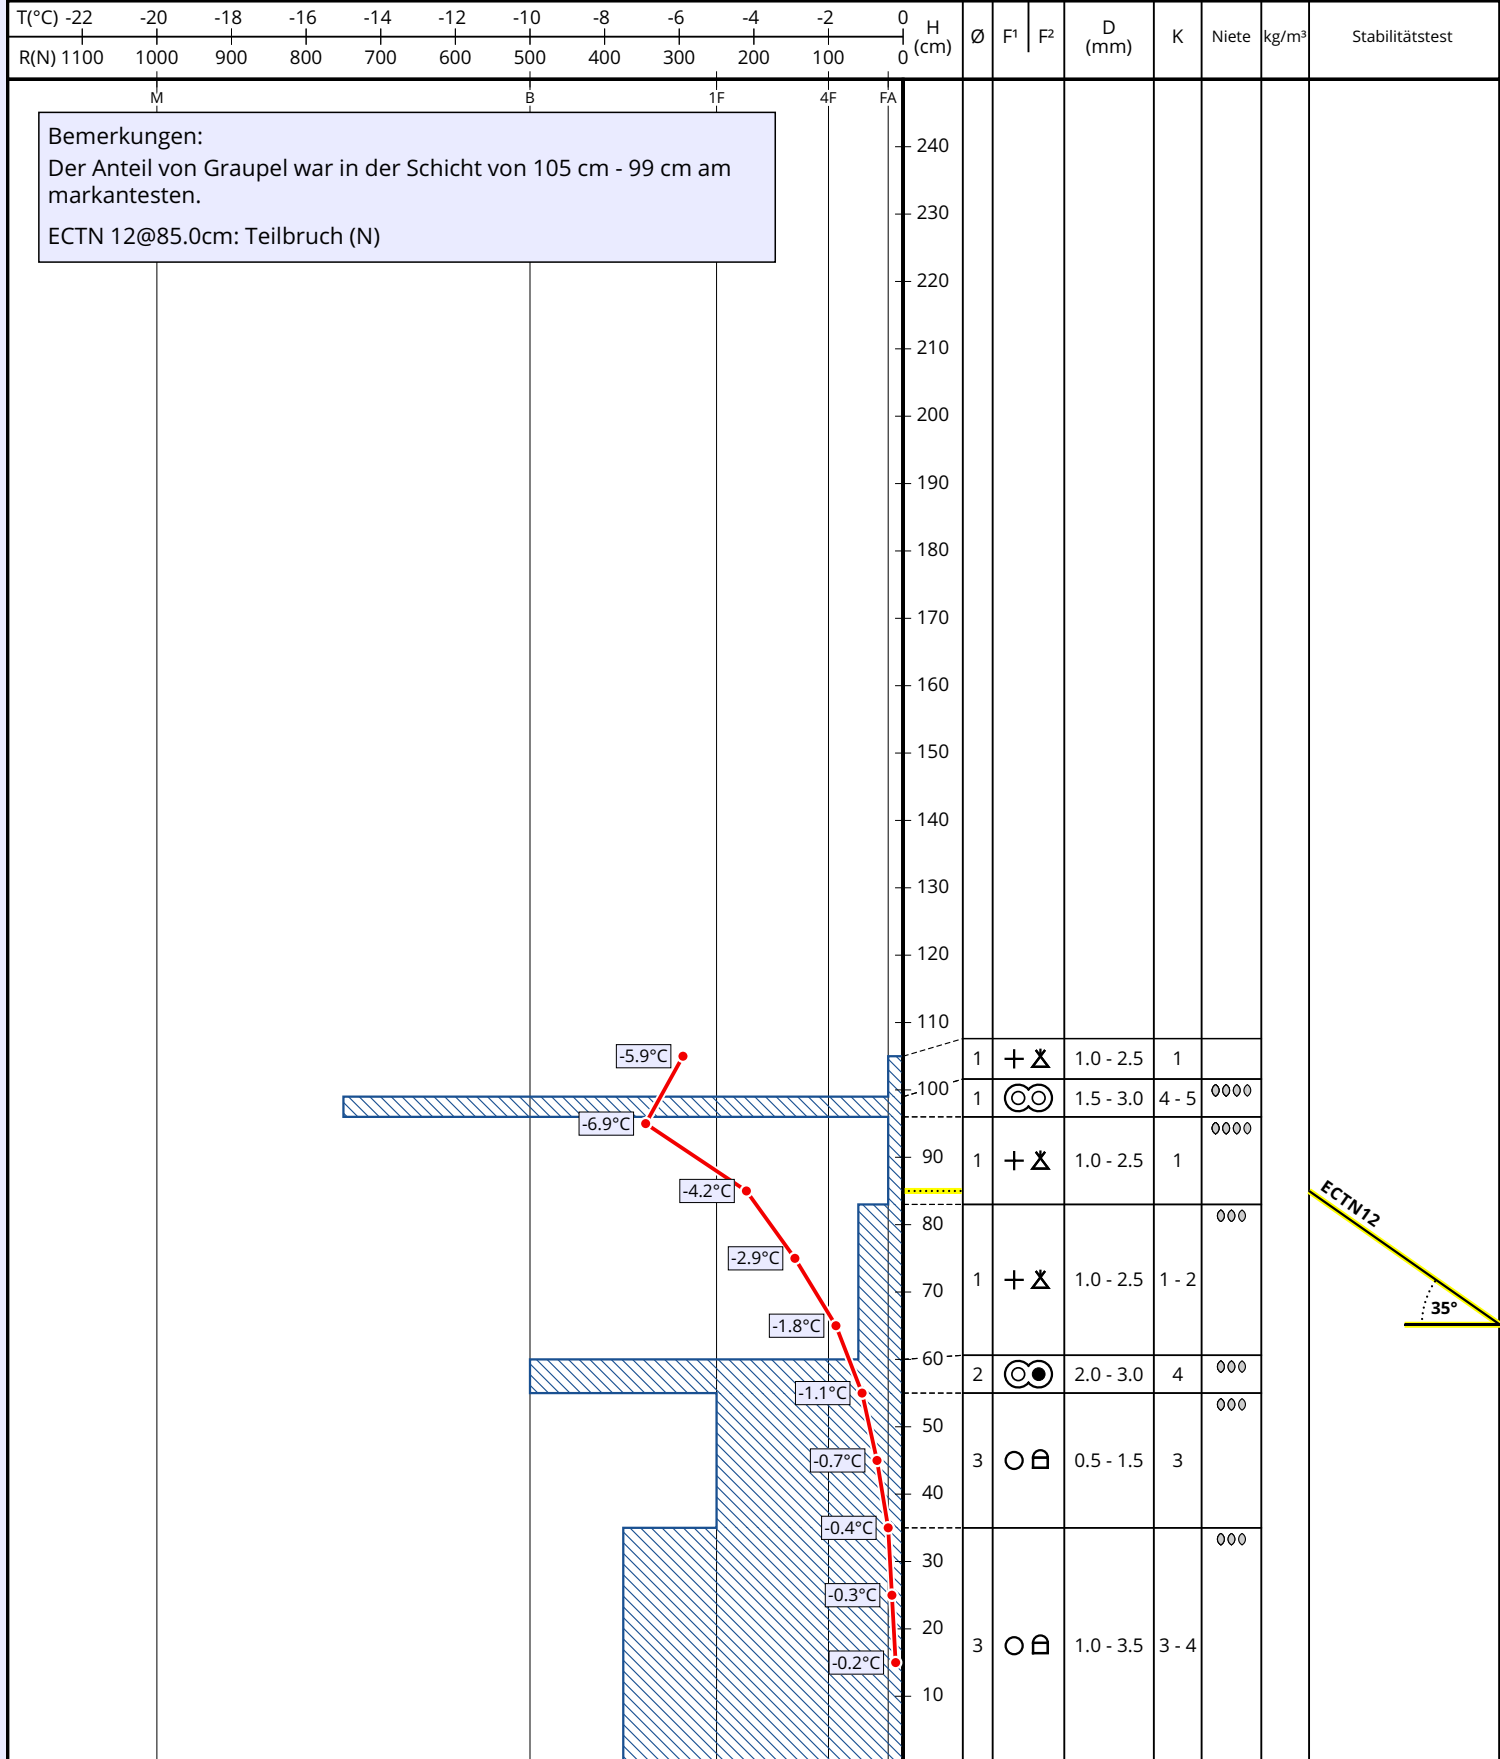 T(°C) -22 -20 -18 -16 -14 -12 -10 -8 -6 -4 -2 0
R(N) 1100 1000 900 800 700 600 500 400 300 200 100 0
H (cm) Ø F¹ F² D (mm) K Niete kg/m³ Stabilitätstest
M B 1F 4F FA
Bemerkungen:
Der Anteil von Graupel war in der Schicht von 105 cm - 99 cm am
markantesten.
ECTN 12@85.0cm: Teilbruch (N)
240
230
220
210
200
190
180
170
160
150
140
130
120
110
-5.9°C 1 1.0 - 2.5 1
100 1 1.5 - 3.0 4 - 5
-6.9°C
90 1 1.0 - 2.5 1
-4.2°C
ECTN12
80
-2.9°C
70 1 1.0 - 2.5 1 - 2
35°
-1.8°C
60
2 2.0 - 3.0 4
-1.1°C
50
-0.7°C 3 0.5 - 1.5 3
40
-0.4°C
30
-0.3°C
20
3 1.0 - 3.5 3 - 4
-0.2°C
10